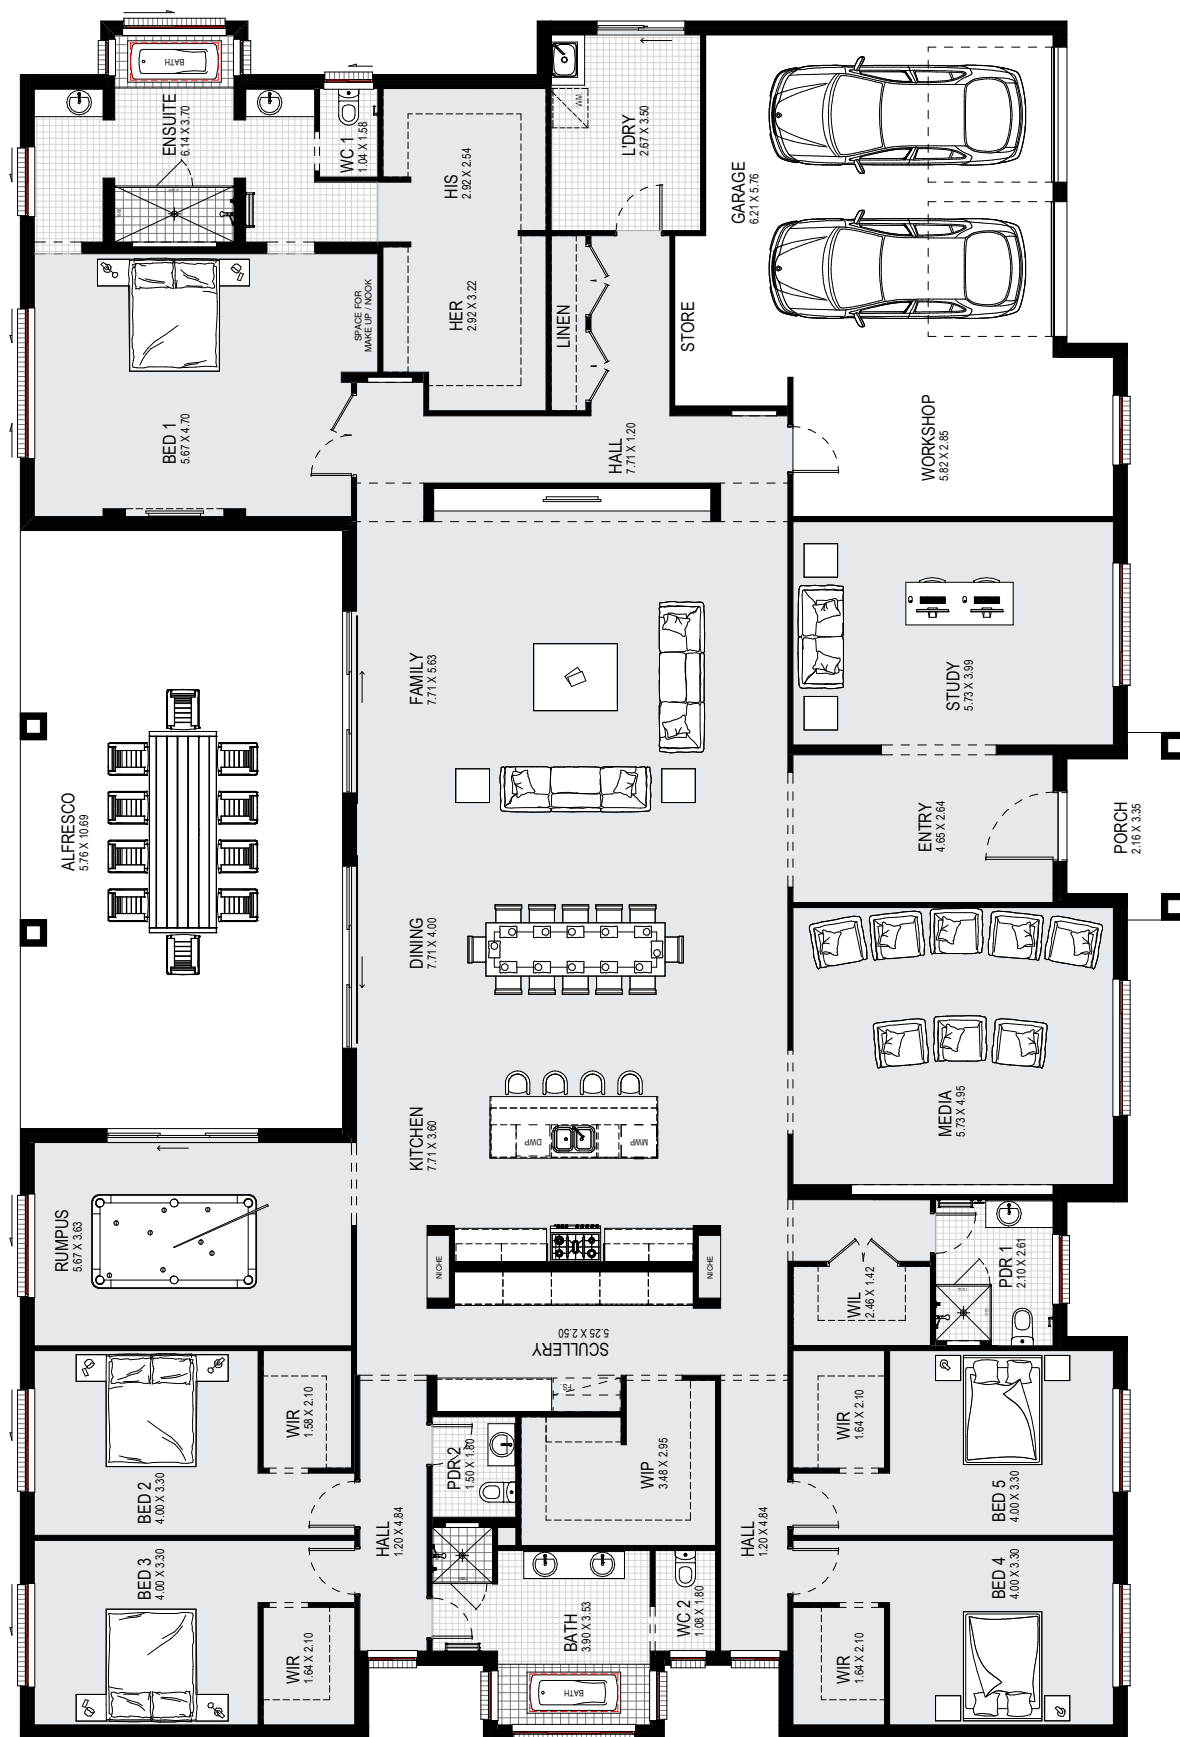 BATH
ENSUITE
6.14 X 3.70
WC 1
1.04 X 1.58
HIS
2.92 X 2.54
HER
2.92 X 3.22
SPACE FOR
MAKE UP / NOOK
BED 1
5.67 X 4.70
WM
L'DRY
2.67 X 3.50
LINEN
STORE
GARAGE
6.21 X 5.76
WORKSHOP
5.82 X 2.85
HALL
7.71 X 1.20
ALFRESCO
5.76 X 10.69
FAMILY
7.71 X 5.63
STUDY
5.73 X 3.99
ENTRY
4.65 X 2.64
PORCH
2.16 X 3.35
DINING
7.71 X 4.00
KITCHEN
7.71 X 3.60
DWP
MWP
MEDIA
5.73 X 4.95
RUMPUS
5.67 X 3.63
NICHE
NICHE
SCULLERY
5.25 X 2.50
FS.
WIL
2.46 X 1.42
PDR 1
2.10 X 2.61
BED 2
4.00 X 3.30
WIR
1.58 X 2.10
PDR 2
1.50 X 1.80
WIP
3.48 X 2.95
WIR
1.64 X 2.10
BED 5
4.00 X 3.30
HALL
1.20 X 4.84
HALL
1.20 X 4.84
BED 3
4.00 X 3.30
WIR
1.64 X 2.10
BATH
3.90 X 3.53
WC 2
1.08 X 1.80
BATH
WIR
1.64 X 2.10
BED 4
4.00 X 3.30